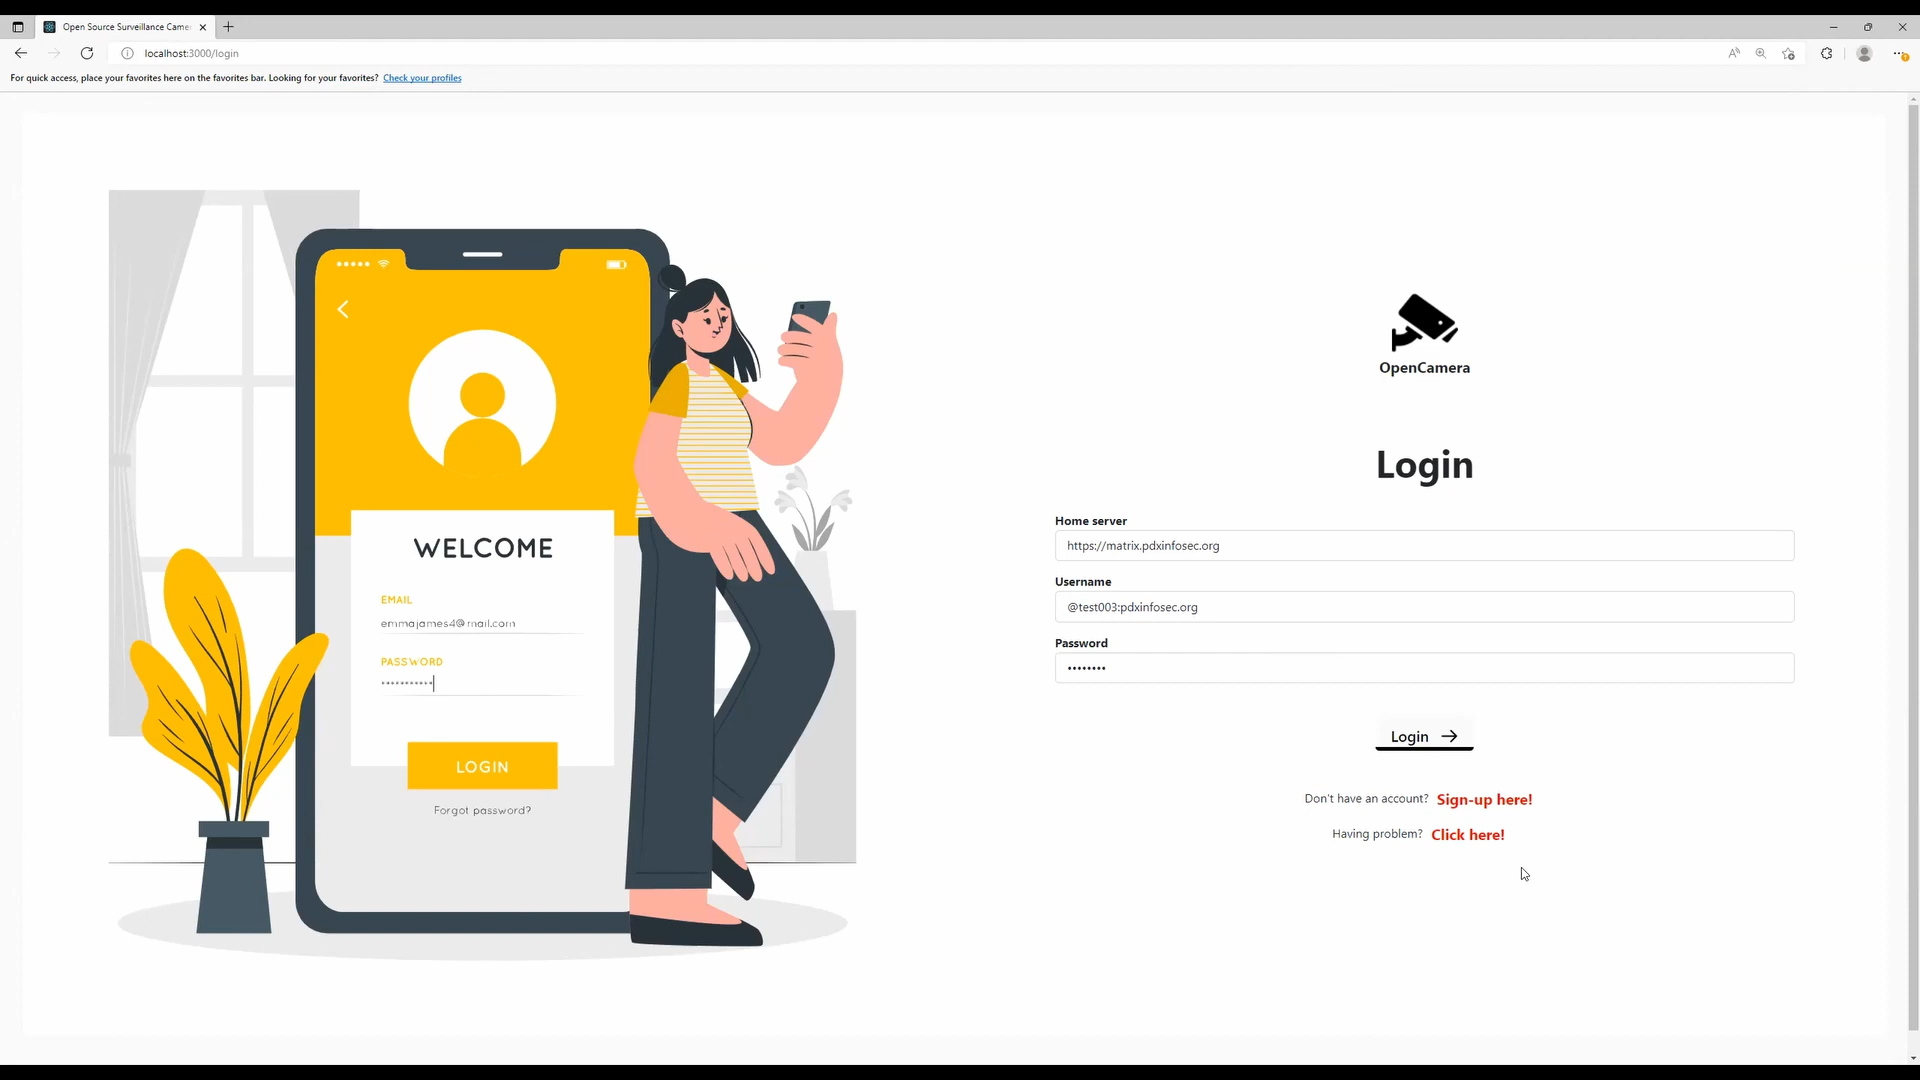 Open Source Surveillance Came
localhost:3000/login
For quick access, place your favorites here on the favorites bar. Looking for your favorites? Check your profiles
WELCOME
EMAIL
emmajames4@mail.com
PASSWORD
***********
LOGIN
Forgot password?
OpenCamera
Login
Home server
https://matrix.pdxinfosec.org
Username
@test003:pdxinfosec.org
Password
••••••••
Login →
Don't have an account? Sign-up here!
Having problem? Click here!